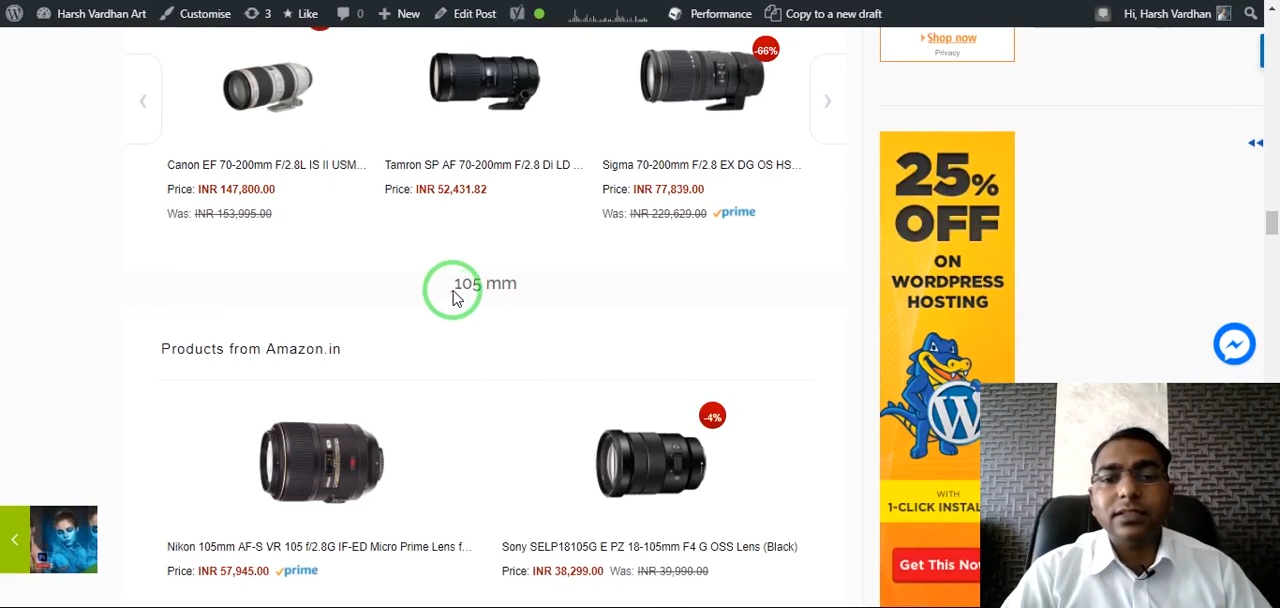 Harsh Vardhan Art Customise 3 Like 0 New Edit Post Performance Copy to a new draft Hi, Harsh Vardhan
Shop now
Privacy
-66%
Canon EF 70-200mm F/2.8L IS II USM...
Price: INR 147,800.00
Was: INR 153,995.00
Tamron SP AF 70-200mm F/2.8 Di LD ...
Price: INR 52,431.82
Sigma 70-200mm F/2.8 EX DG OS HS...
Price: INR 77,839.00
Was: INR 229,629.00 prime
105 mm
Products from Amazon.in
-4%
Nikon 105mm AF-S VR 105 f/2.8G IF-ED Micro Prime Lens f...
Price: INR 57,945.00 prime
Sony SELP18105G E PZ 18-105mm F4 G OSS Lens (Black)
Price: INR 38,299.00 Was: INR 39,990.00
25%
OFF
ON
WORDPRESS
HOSTING
W
WITH
1-CLICK INSTAL
Get This No